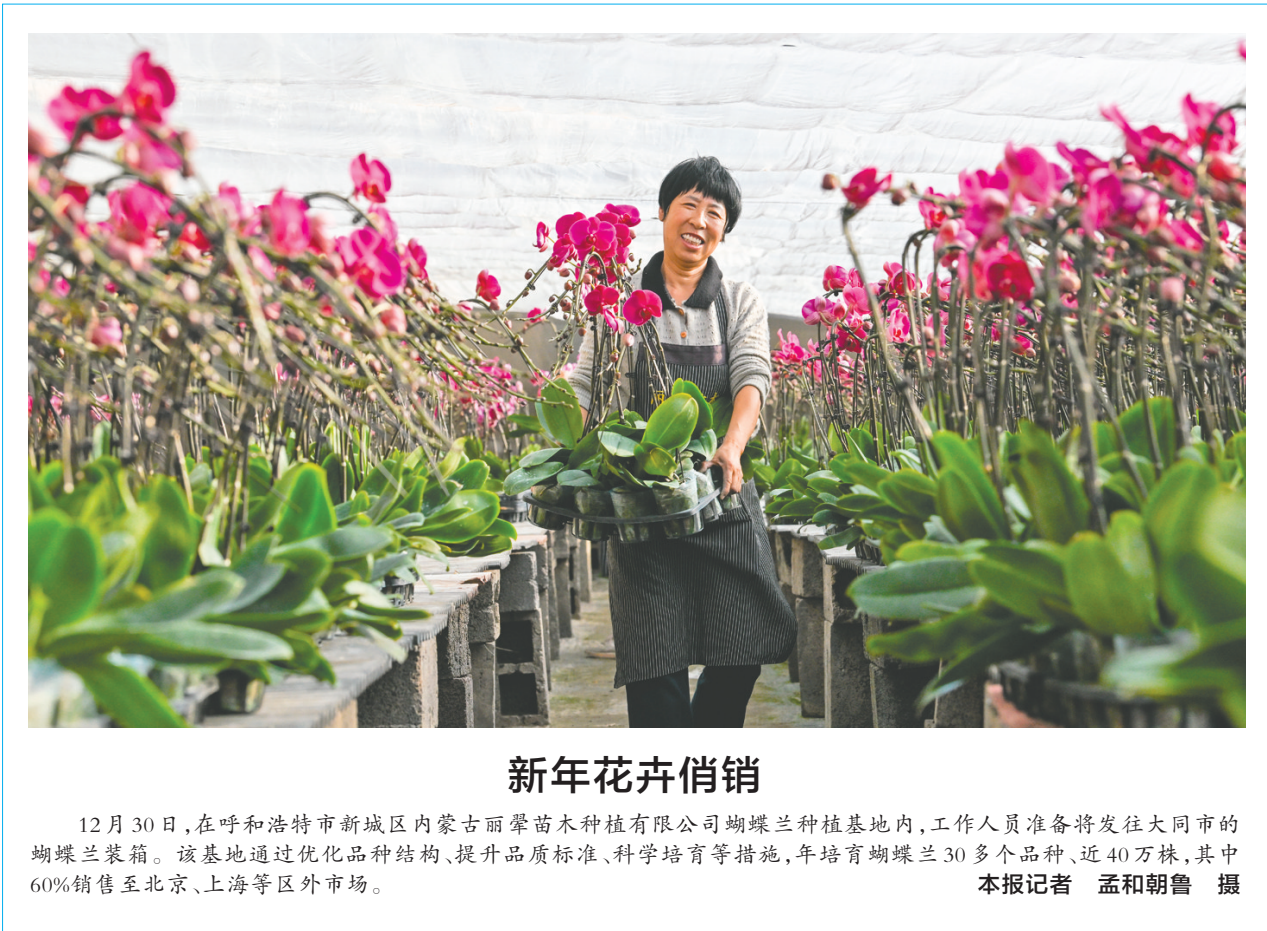 新年花卉俏销
12月30日,在呼和浩特市新城区内蒙古丽翚苗木种植有限公司蝴蝶兰种植基地内,工作人员准备将发往大同市的
蝴蝶兰装箱。该基地通过优化品种结构、提升品质标准、科学培育等措施,年培育蝴蝶兰30多个品种、近40万株,其中
60%销售至北京、上海等区外市场。 本报记者 孟和朝鲁 摄